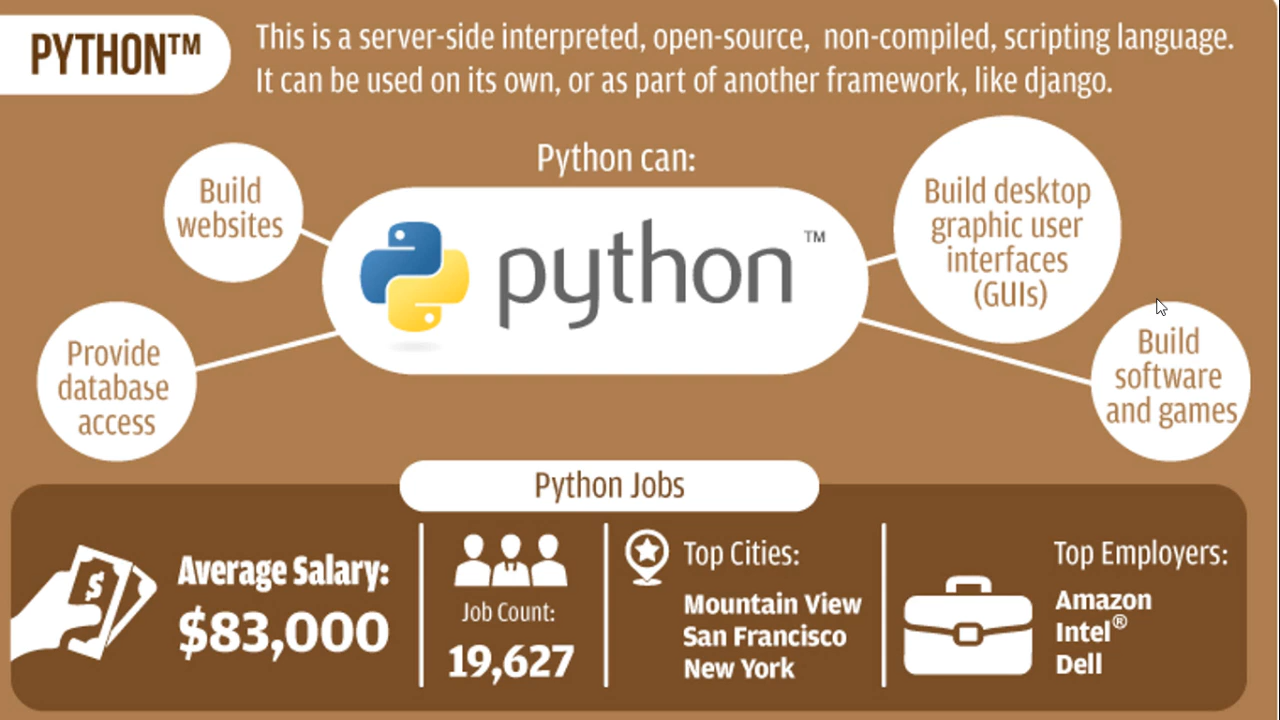 PYTHON™
This is a server-side interpreted, open-source, non-compiled, scripting language.
It can be used on its own, or as part of another framework, like django.
Python can:
Build
websites
Provide
database
access
python™
Build desktop
graphic user
interfaces
(GUIs)
Build
software
and games
Python Jobs
$
Average Salary:
$83,000
Job Count:
19,627
Top Cities:
Mountain View
San Francisco
New York
Top Employers:
Amazon
Intel®
Dell